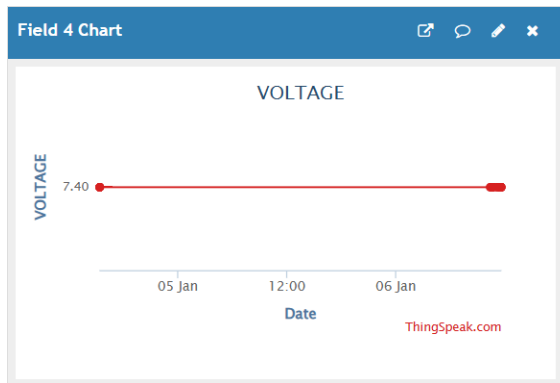 Field 4 Chart
VOLTAGE
VOLTAGE
7.40
05 Jan 12:00 06 Jan
Date
ThingSpeak.com